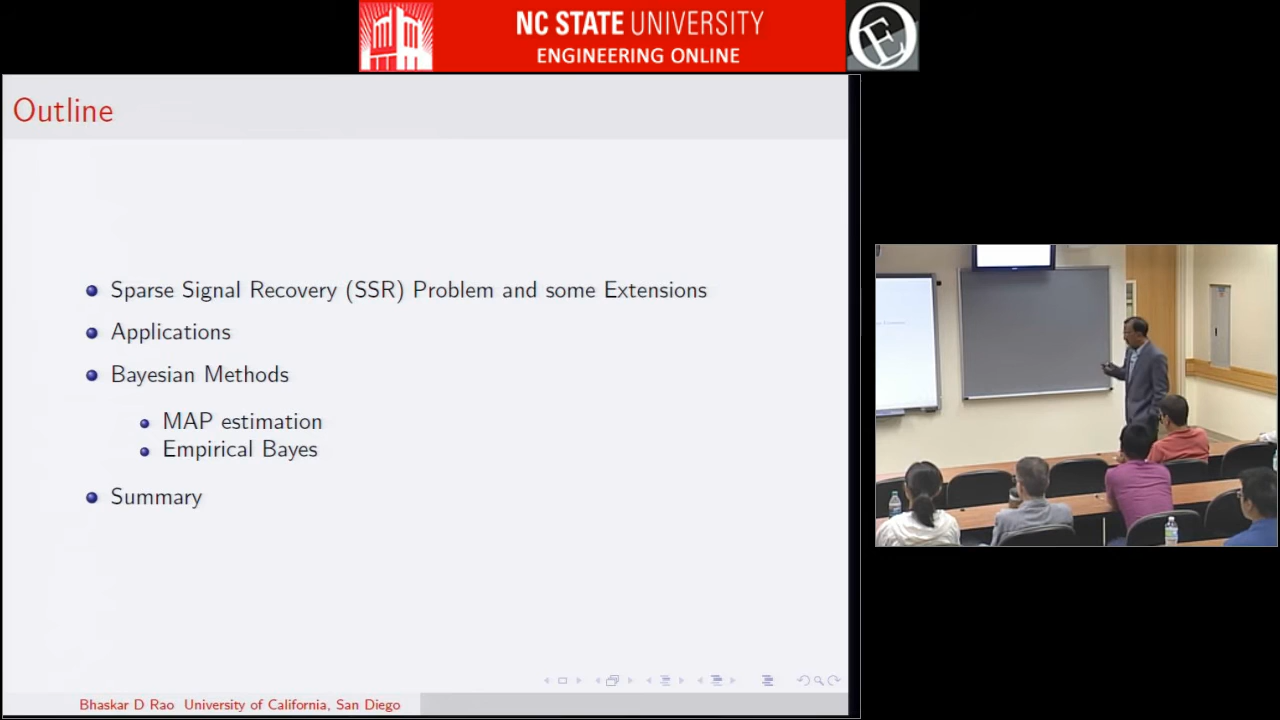 NC STATE UNIVERSITY
ENGINEERING ONLINE
Outline
Sparse Signal Recovery (SSR) Problem and some Extensions
Applications
Bayesian Methods
MAP estimation
Empirical Bayes
Summary
Bhaskar D Rao University of California, San Diego